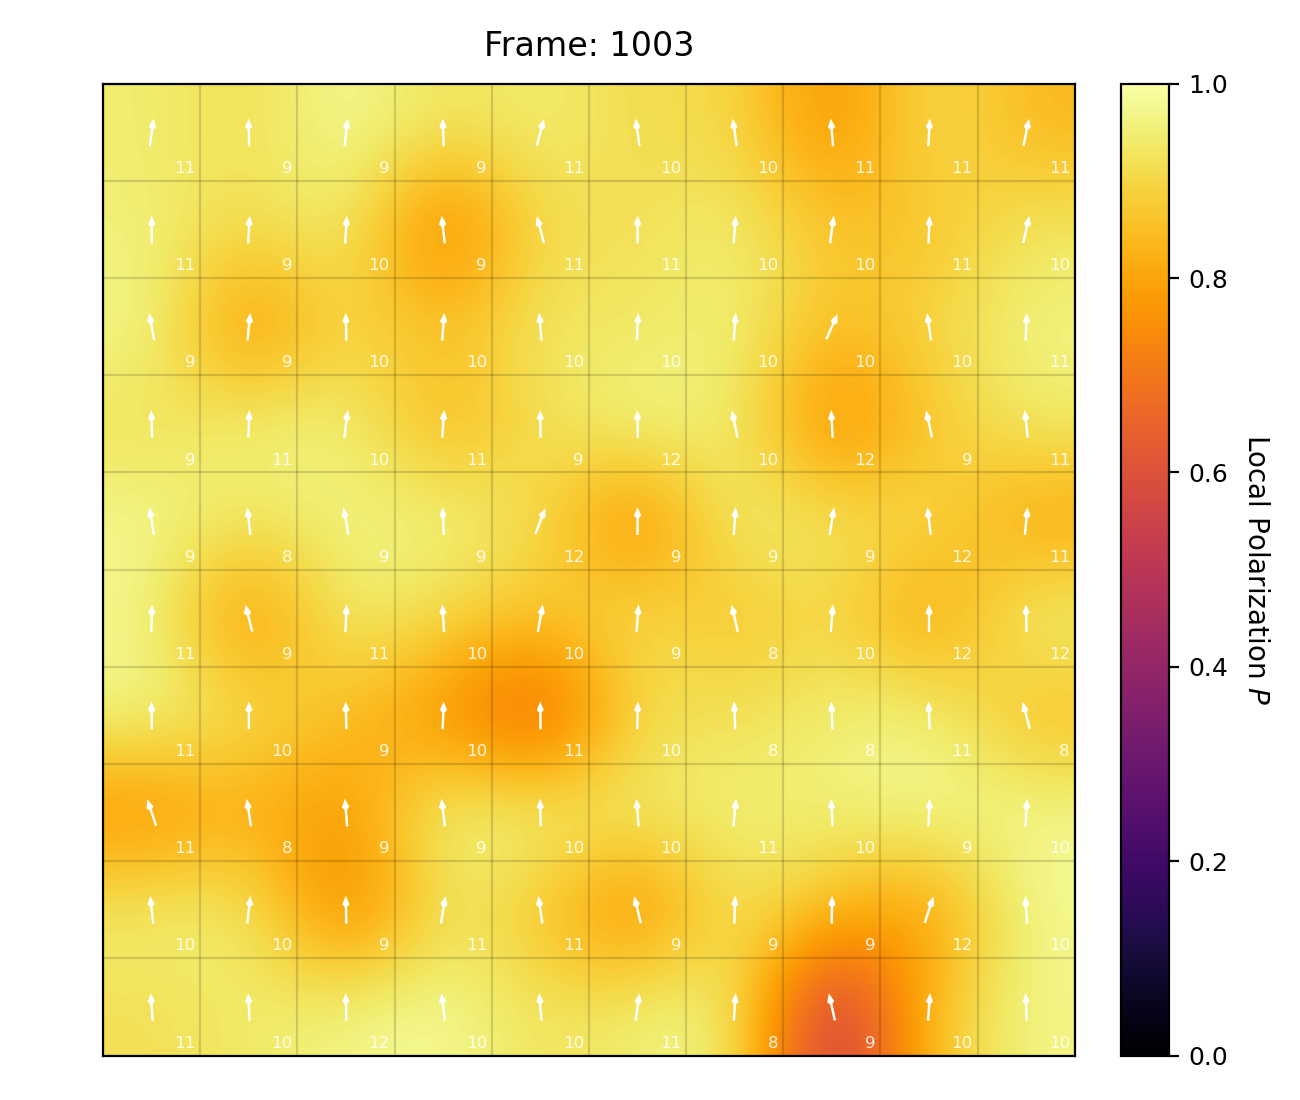 Frame: 1003
11 9 9 9 11 10 10 11 11 11
11 9 10 9 11 11 10 10 11 10
9 9 10 10 10 10 10 10 10 11
9 11 10 11 9 12 10 12 9 11
9 8 9 9 12 9 9 9 12 11
11 9 11 10 10 9 8 10 12 12
11 10 9 10 11 10 8 8 11 8
11 8 9 9 10 10 11 10 9 10
10 10 9 11 11 9 9 9 12 10
11 10 12 10 10 11 8 9 10 10
1.0
0.8
0.6
0.4
0.2
0.0
Local Polarization P